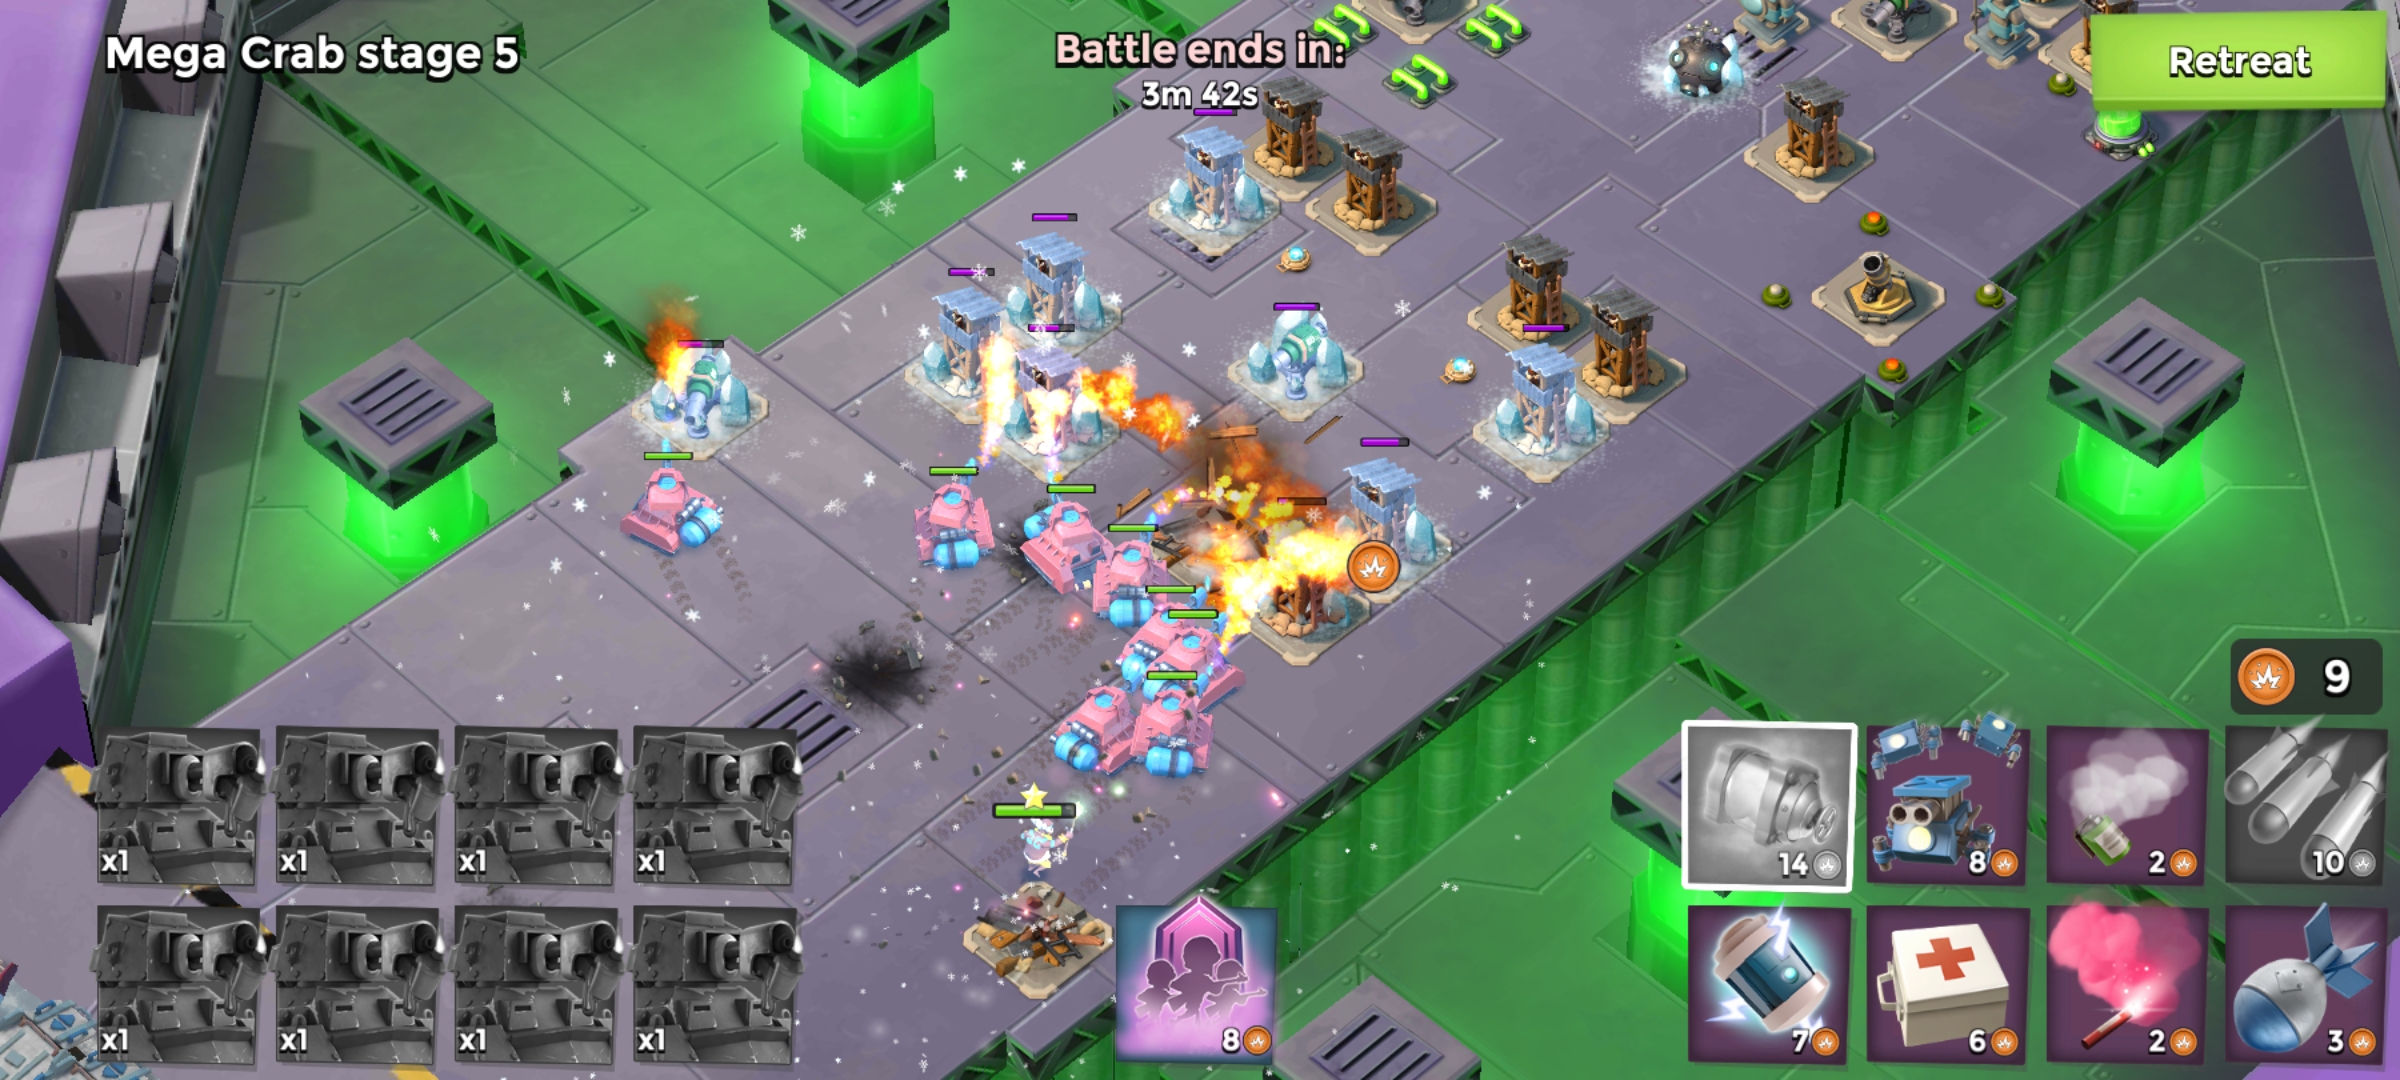 Mega Crab stage 5
Battle ends in:
3m 42s
Retreat
9
x1
x1
x1
x1
14
8
2
10
x1
x1
x1
x1
8
7
6
2
3